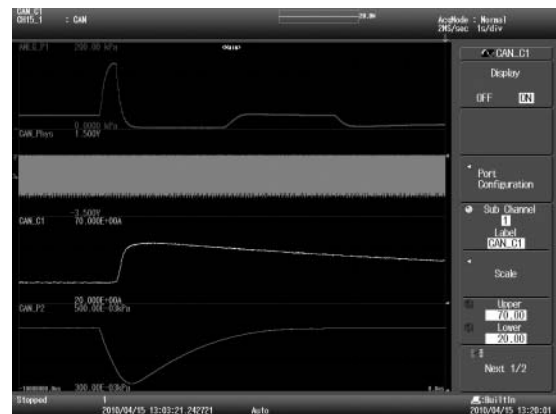 CAN_C1
CH15_1 : CAN
AcqMode : Normal
2MS/sec 1s/div
200.00 kPa
0.0000 kPa
CAN_Phys 1.500V
-3.500V
CAN_C1 70.000E+00A
20.000E+00A
CAN_P2 500.00E-03kPa
300.00E-03kPa
CAN_C1
Display
OFF ON
Port
Configuration
Sub Channel
1
Label
CAN_C1
Scale
Upper
70.00
Lower
20.00
Next 1/2
Stopped 1
2010/04/15 13:03:21.242721 Auto
2010/04/15 13:20:01